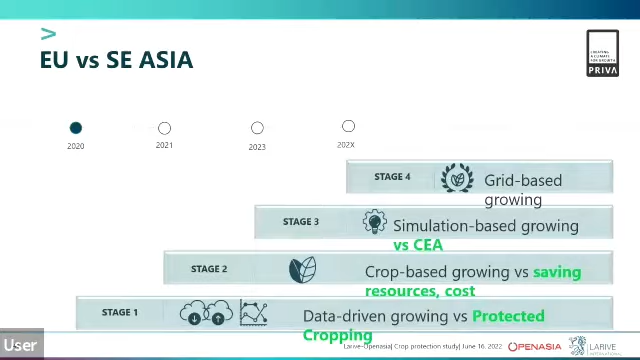 >
EU vs SE ASIA
CREATING
A CLIMATE
FOR GROWTH
PRIVA
2020
2021
2023
202X
STAGE 4
Grid-based
growing
STAGE 3
Simulation-based growing
vs CEA
STAGE 2
Crop-based growing vs saving
resources, cost
STAGE 1
Data-driven growing vs Protected
Cropping
Larive-Openasia| Crop protection study| June 16, 2022
OPENASIA
LARIVE
INTERNATIONAL
User